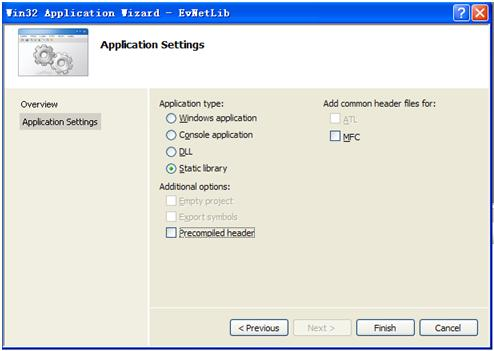 Win32 Application Wizard - EvNetLib
Application Settings
Overview
Application Settings
Application type:
Windows application
Console application
DLL
Static library
Additional options:
Empty project
Export symbols
Precompiled header
Add common header files for:
ATL
MFC
< Previous
Next >
Finish
Cancel